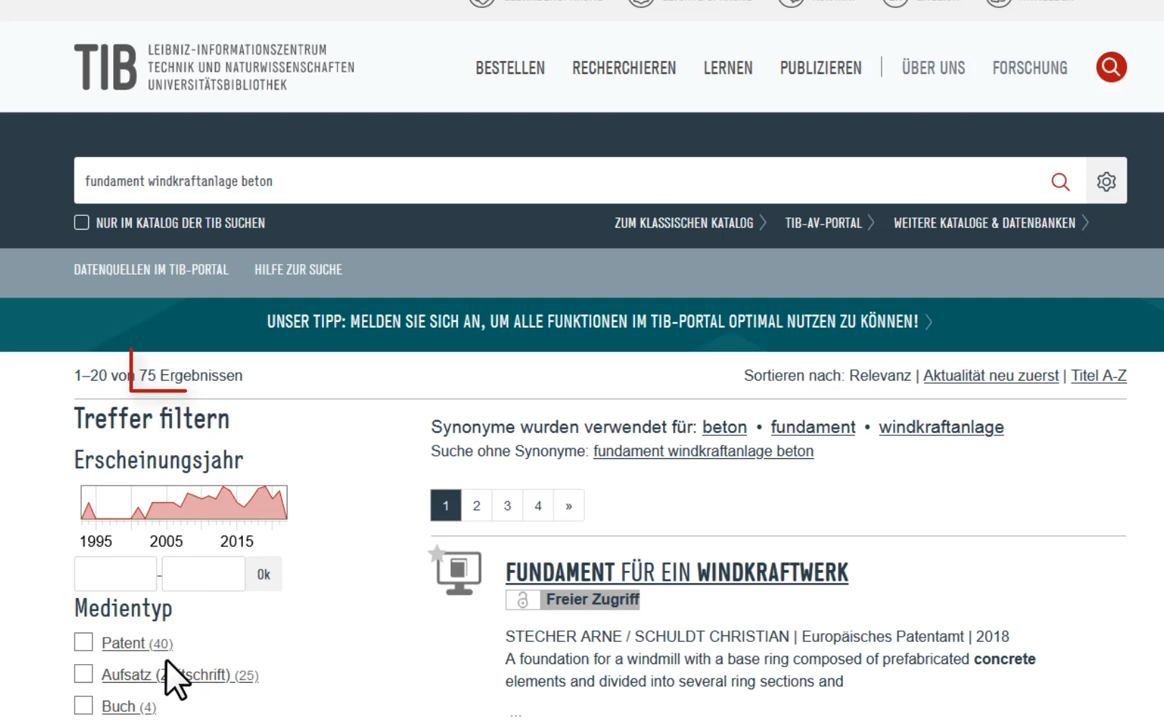 TIB
LEIBNIZ-INFORMATIONSZENTRUM
TECHNIK UND NATURWISSENSCHAFTEN
UNIVERSITÄTSBIBLIOTHEK
BESTELLEN RECHERCHIEREN LERNEN PUBLIZIEREN | ÜBER UNS FORSCHUNG
fundament windkraftanlage beton
NUR IM KATALOG DER TIB SUCHEN
ZUM KLASSISCHEN KATALOG TIB-AV-PORTAL WEITERE KATALOGE & DATENBANKEN
DATENQUELLEN IM TIB-PORTAL HILFE ZUR SUCHE
UNSER TIPP: MELDEN SIE SICH AN, UM ALLE FUNKTIONEN IM TIB-PORTAL OPTIMAL NUTZEN ZU KÖNNEN!
1–20 von 75 Ergebnissen
Sortieren nach: Relevanz | Aktualität neu zuerst | Titel A-Z
Treffer filtern
Erscheinungsjahr
1995 2005 2015
- Ok
Medientyp
Patent (40)
Aufsatz (Zeitschrift) (25)
Buch (4)
Synonyme wurden verwendet für: beton • fundament • windkraftanlage
Suche ohne Synonyme: fundament windkraftanlage beton
1 2 3 4 »
FUNDAMENT FÜR EIN WINDKRAFTWERK
Freier Zugriff
STECHER ARNE / SCHULDT CHRISTIAN | Europäisches Patentamt | 2018
A foundation for a windmill with a base ring composed of prefabricated concrete
elements and divided into several ring sections and
...